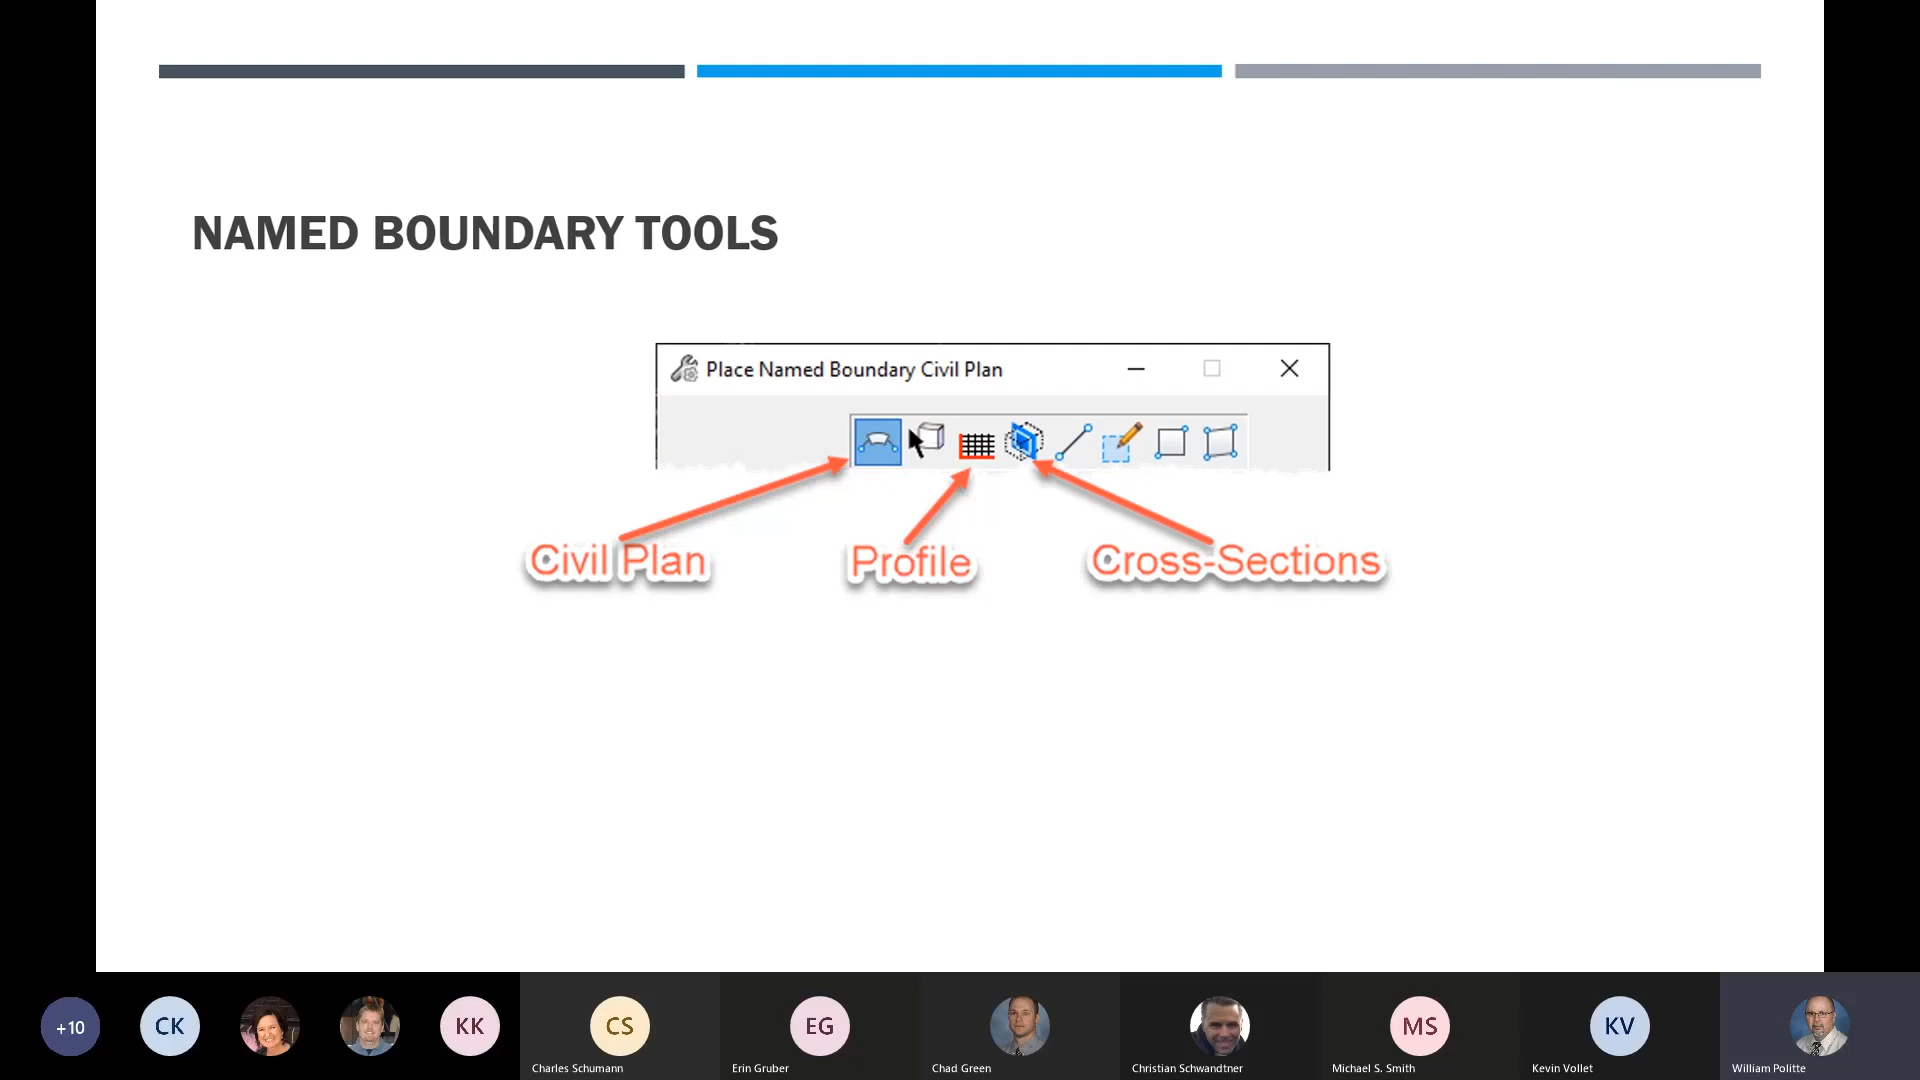 NAMED BOUNDARY TOOLS
Place Named Boundary Civil Plan
Civil Plan
Profile
Cross-Sections
+10
CK
KK
CS
EG
MS
KV
Charles Schumann
Erin Gruber
Chad Green
Christian Schwandtner
Michael S. Smith
Kevin Vollet
William Politte